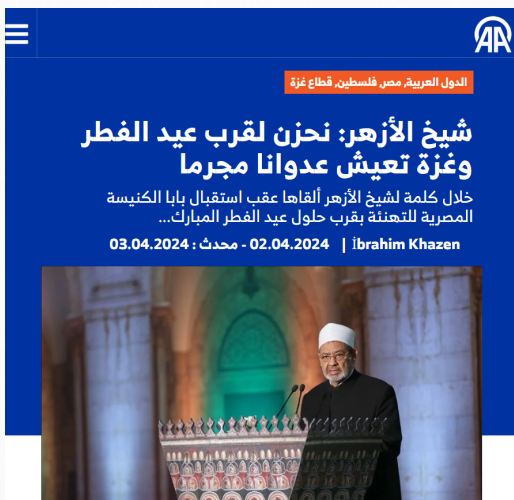 AA
الدول العربية, مصر, فلسطين, قطاع غزة
شيخ الأزهر: نحزن لقرب عيد الفطر
وغزة تعيش عدوانا مجرما
خلال كلمة لشيخ الأزهر ألقاها عقب استقبال بابا الكنيسة
المصرية للتهنئة بقرب حلول عيد الفطر المبارك...
İbrahim Khazen | 02.04.2024 - محدث : 03.04.2024